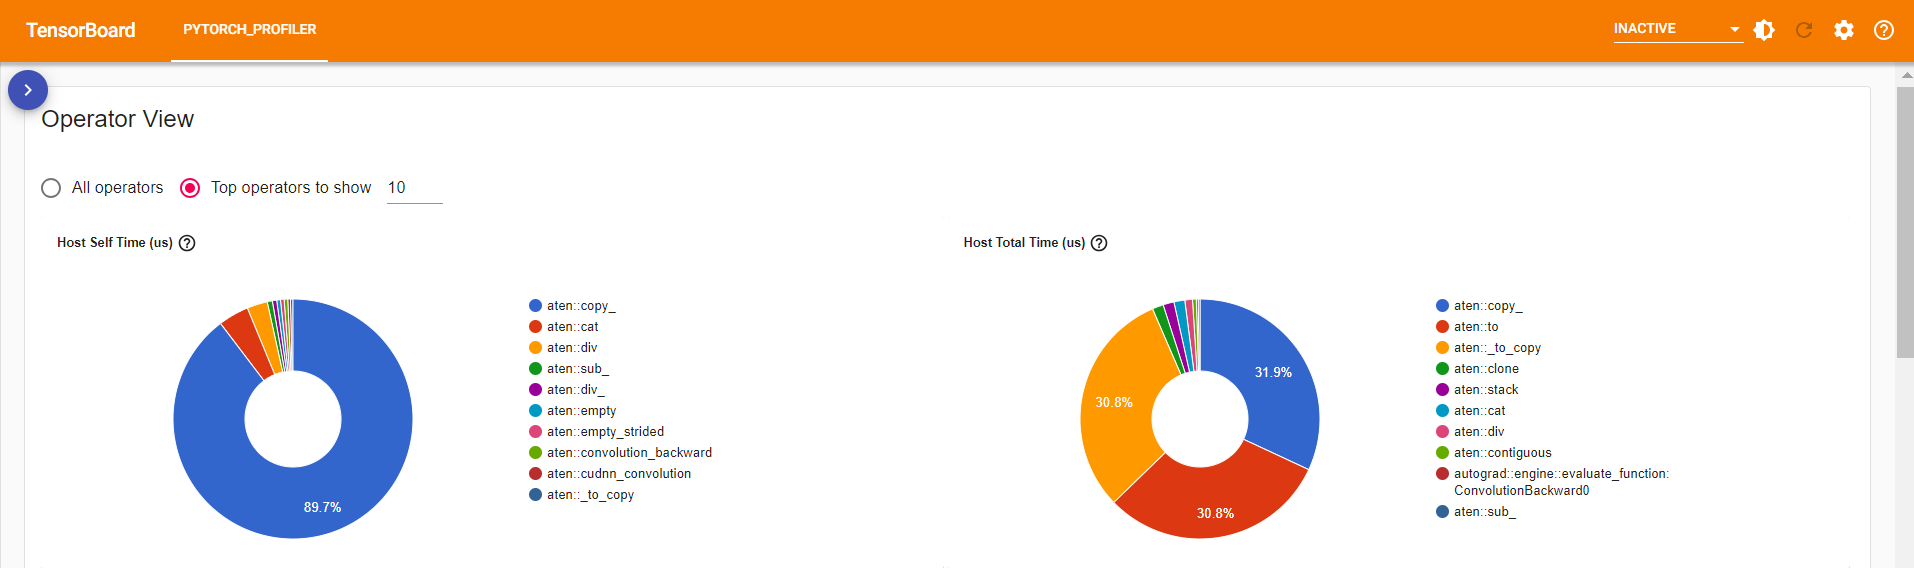 TensorBoard
PYTORCH_PROFILER
INACTIVE
Operator View
All operators
Top operators to show
10
Host Self Time (us)
89.7%
aten::copy_
aten::cat
aten::div
aten::sub_
aten::div_
aten::empty
aten::empty_strided
aten::convolution_backward
aten::cudnn_convolution
aten::_to_copy
Host Total Time (us)
31.9%
30.8%
30.8%
aten::copy_
aten::to
aten::_to_copy
aten::clone
aten::stack
aten::cat
aten::div
aten::contiguous
autograd::engine::evaluate_function:
ConvolutionBackward0
aten::sub_